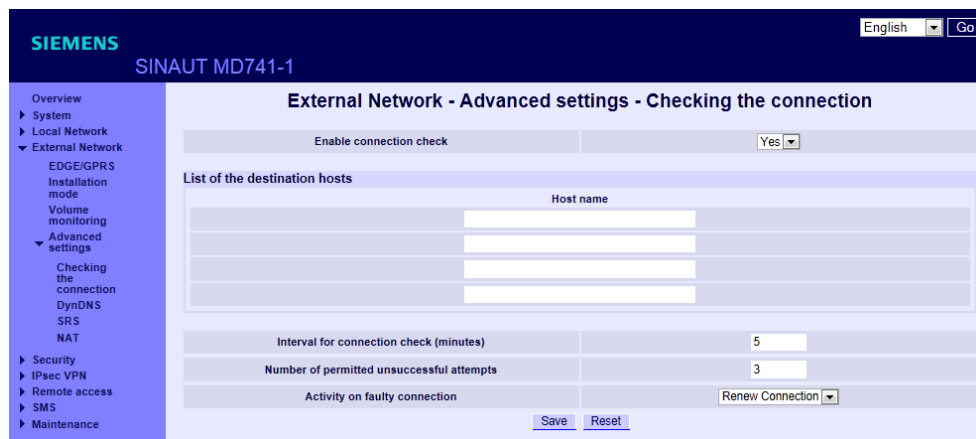 English
Go
SIEMENS
SINAUT MD741-1
Overview
System
Local Network
External Network
EDGE/GPRS
Installation
mode
Volume
monitoring
Advanced
settings
Checking
the
connection
DynDNS
SRS
NAT
Security
IPsec VPN
Remote access
SMS
Maintenance
External Network - Advanced settings - Checking the connection
Enable connection check Yes
List of the destination hosts
Host name
Interval for connection check (minutes) 5
Number of permitted unsuccessful attempts 3
Activity on faulty connection Renew Connection
Save Reset